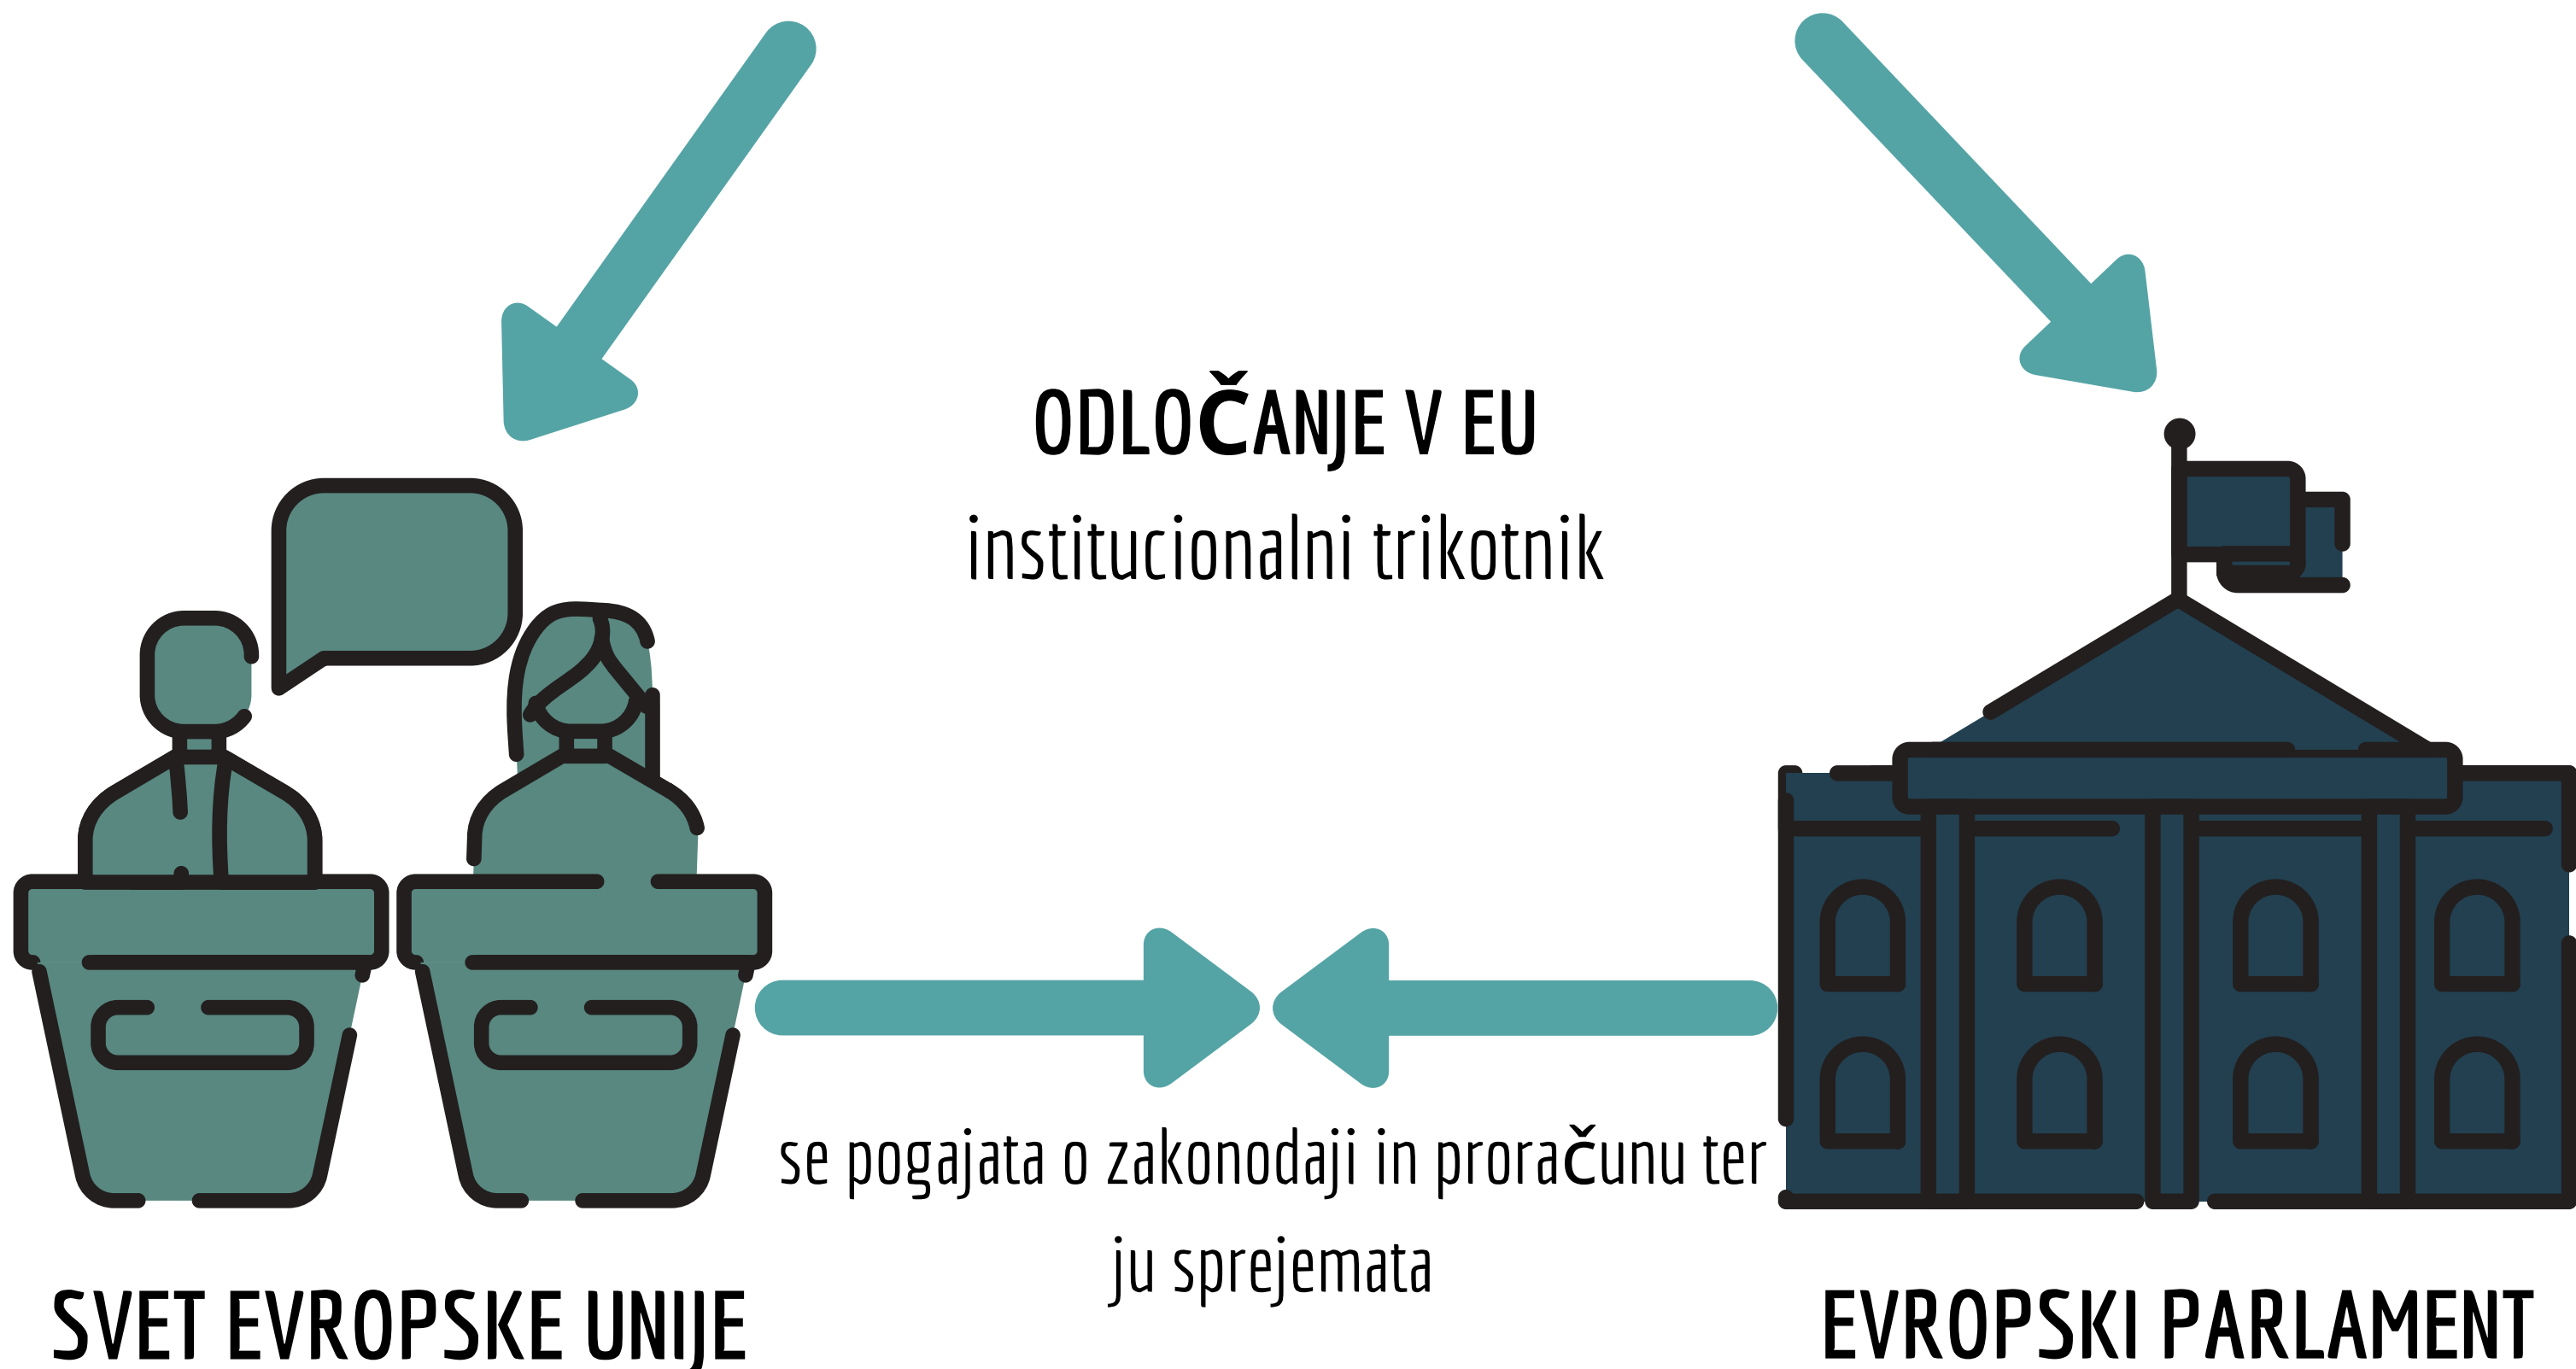 ODLOČANJE V EU
institucionalni trikotnik
se pogajata o zakonodaji in proračunu ter
ju sprejemata
SVET EVROPSKE UNIJE
EVROPSKI PARLAMENT